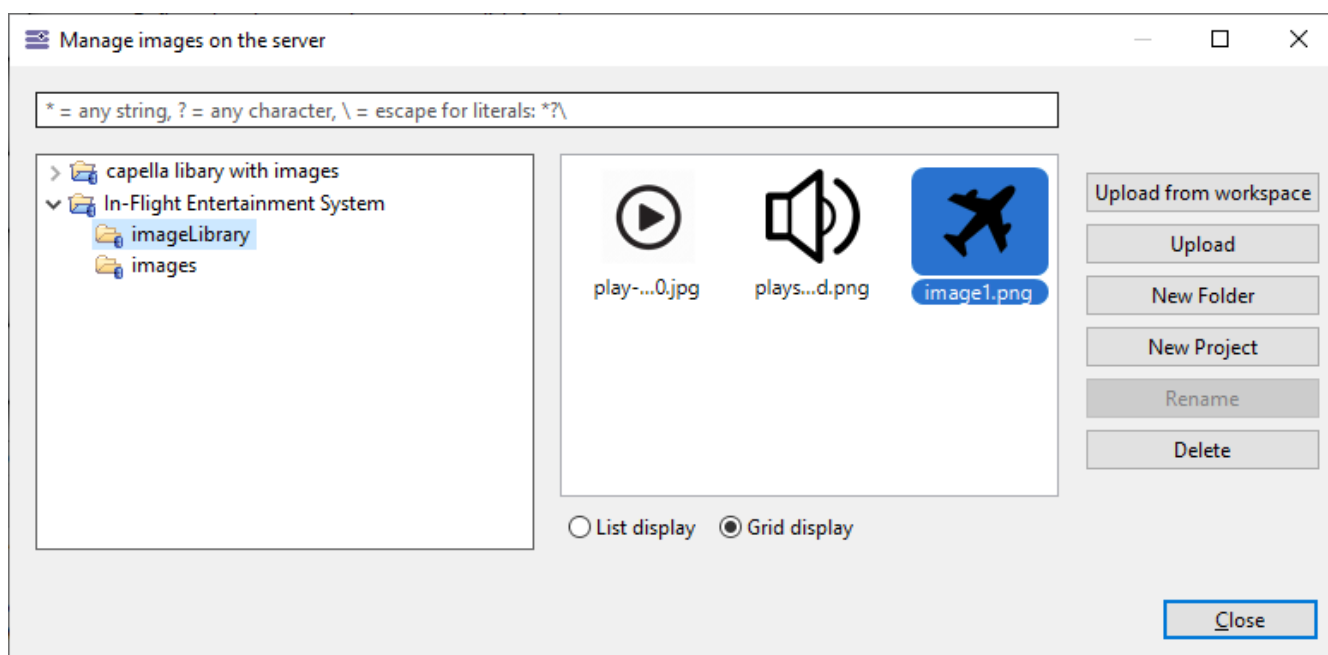 Manage images on the server
* = any string, ? = any character, \ = escape for literals: *?\
capella libary with images
In-Flight Entertainment System
imageLibrary
images
play-...0.jpg
plays...d.png
image1.png
List display
Grid display
Upload from workspace
Upload
New Folder
New Project
Rename
Delete
Close